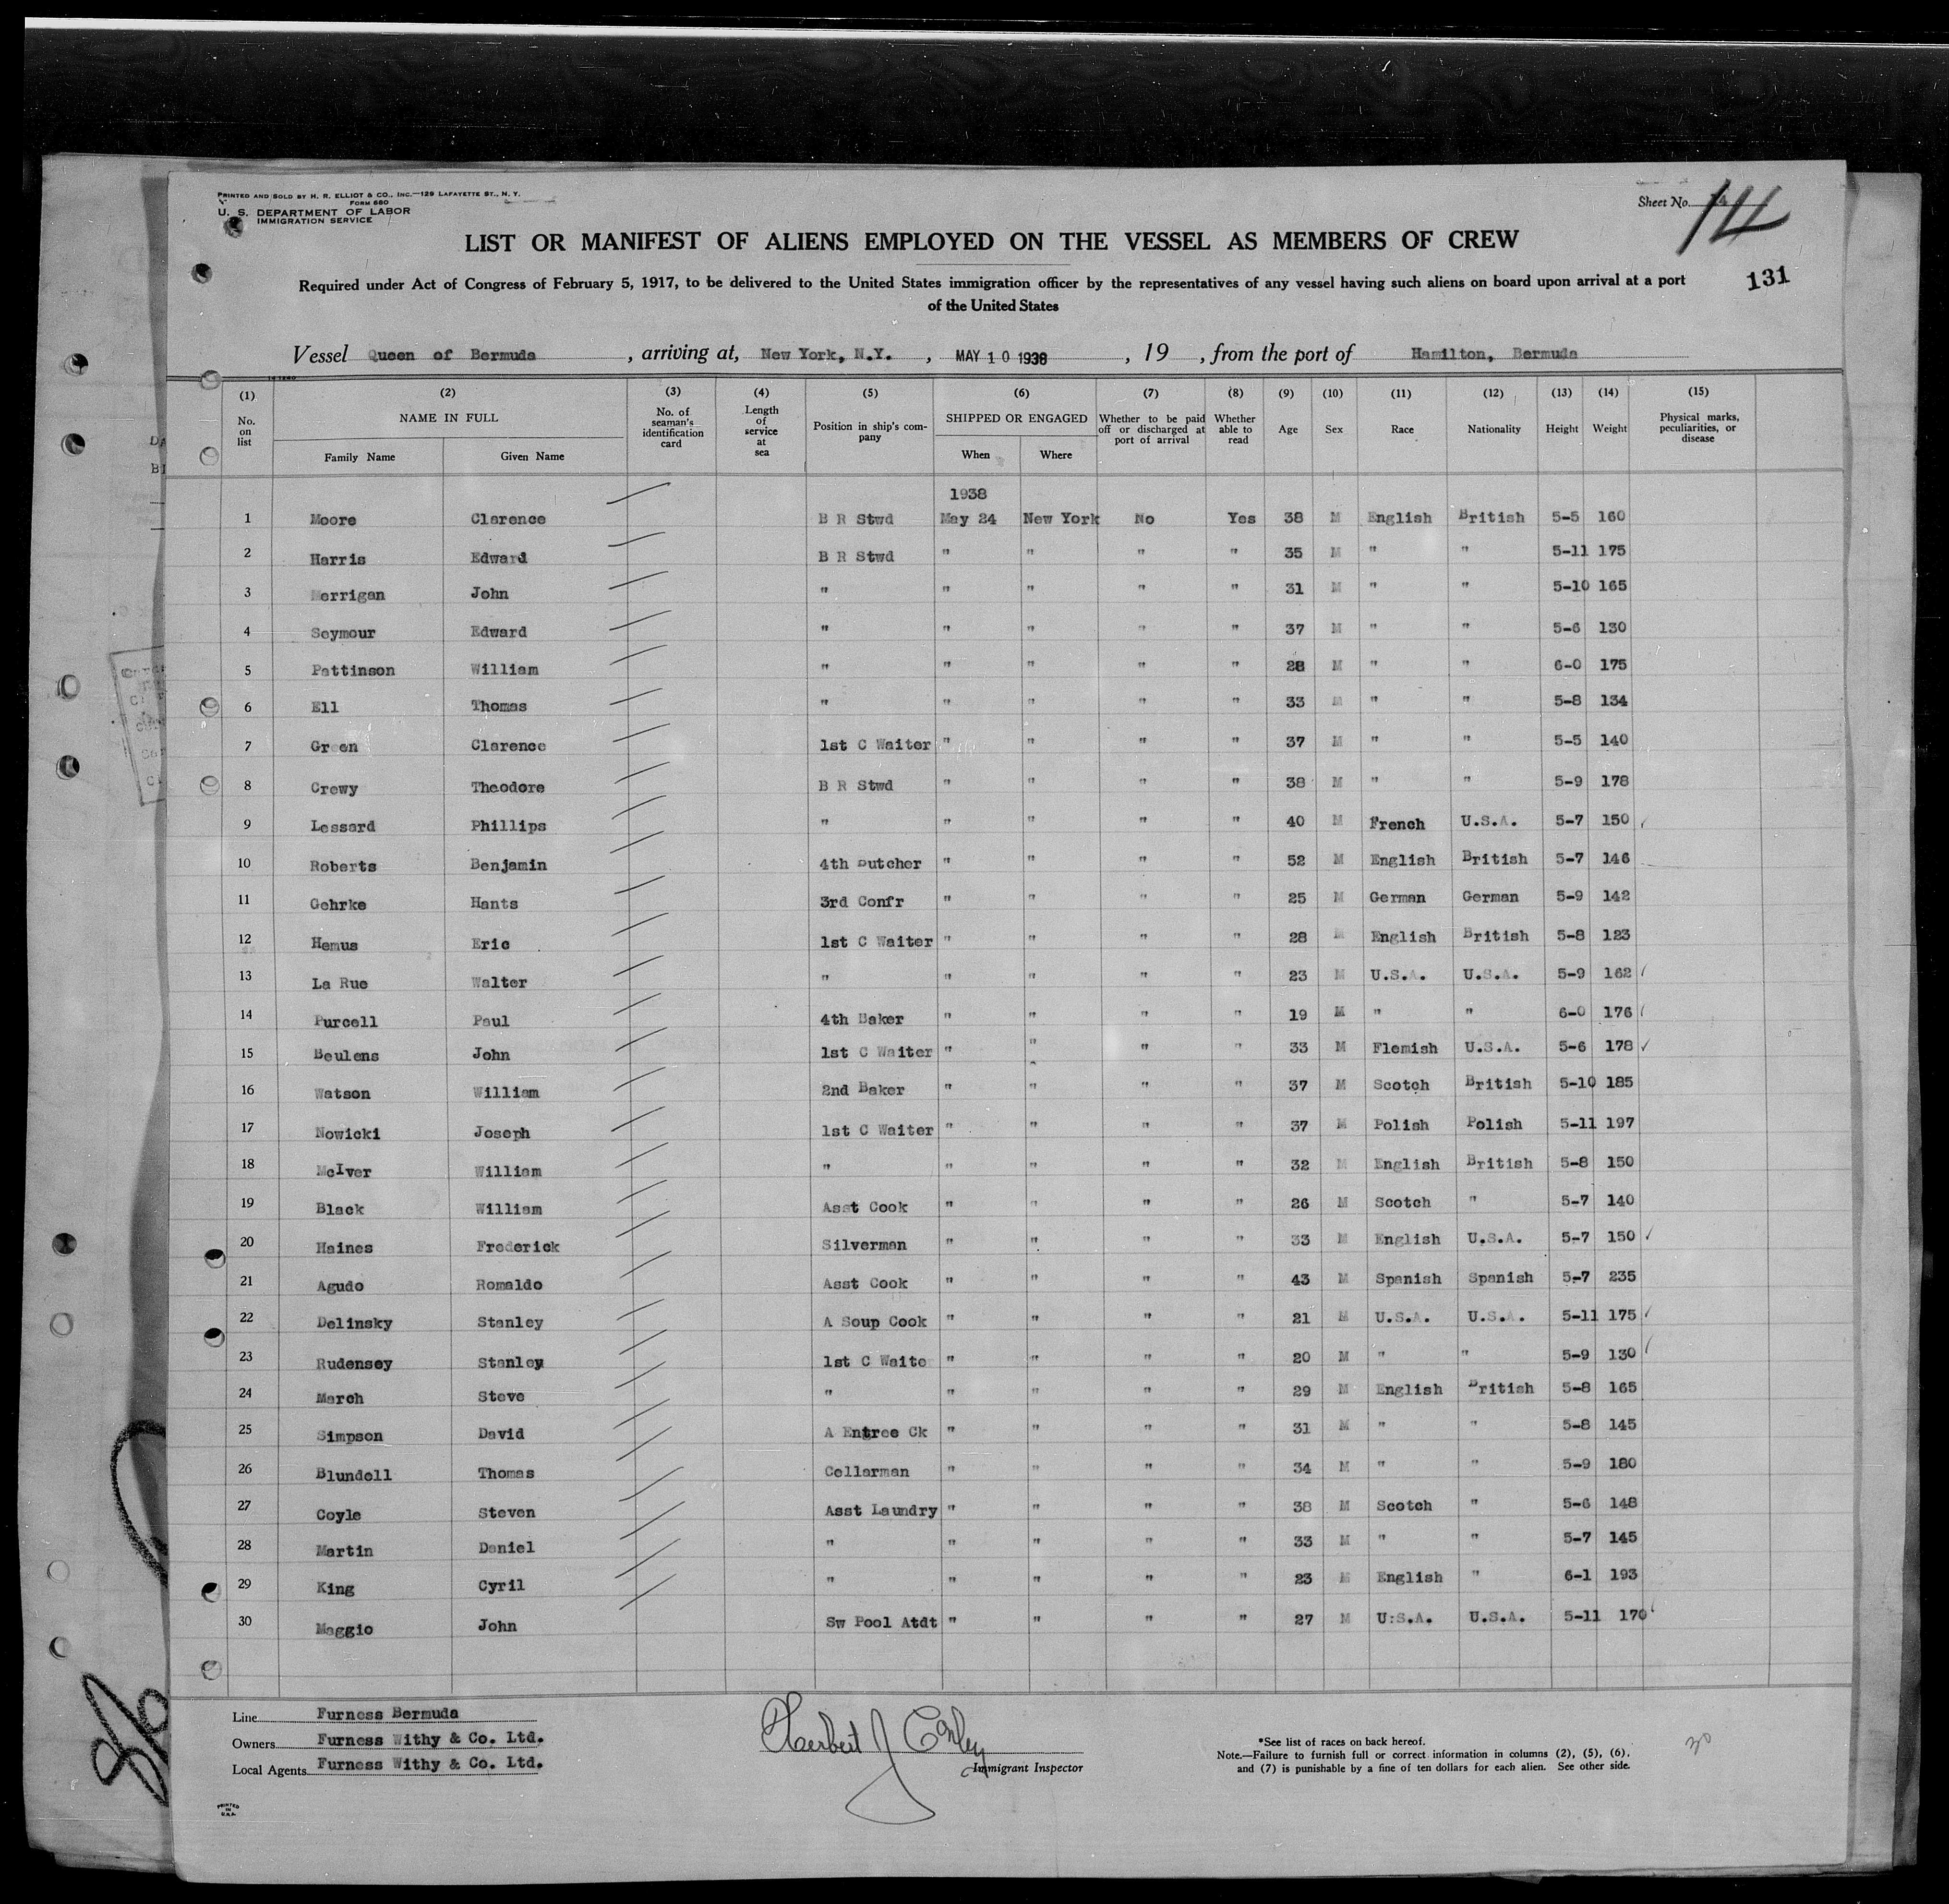 PRINTED AND SOLD BY H. R. ELLIOT & CO., INC.—129 LAFAYETTE ST., N. Y.
FORM 680
U. S. DEPARTMENT OF LABOR
IMMIGRATION SERVICE
Sheet No. 14
131
LIST OR MANIFEST OF ALIENS EMPLOYED ON THE VESSEL AS MEMBERS OF CREW
Required under Act of Congress of February 5, 1917, to be delivered to the United States immigration officer by the representatives of any vessel having such aliens on board upon arrival at a port
of the United States
Vessel Queen of Bermuda , arriving at, New York, N.Y. , MAY 10 1938 , 19 , from the port of Hamilton, Bermuda
(1) (2) (3) (4) (5) (6) (7) (8) (9) (10) (11) (12) (13) (14) (15)
No. on list NAME IN FULL Family Name Given Name No. of seaman's identification card Length of service at sea Position in ship's company SHIPPED OR ENGAGED When Where Whether to be paid off or discharged at port of arrival Whether able to read Age Sex Race Nationality Height Weight Physical marks, peculiarities, or disease
1938
1 Moore Clarence B R Stwd May 24 New York No Yes 38 M English British 5-5 160
2 Harris Edward B R Stwd " " " " 35 M " " 5-11 175
3 Merrigan John " " " " " 31 M " " 5-10 165
4 Seymour Edward " " " " " 37 M " " 5-6 130
5 Pattinson William " " " " " 28 M " " 6-0 175
6 Ell Thomas " " " " " 33 M " " 5-8 134
7 Green Clarence 1st C Waiter " " " " 37 M " " 5-5 140
8 Crewy Theodore B R Stwd " " " " 38 M " " 5-9 178
9 Lessard Phillips " " " " " 40 M French U.S.A. 5-7 150
10 Roberts Benjamin 4th Butcher " " " " 52 M English British 5-7 146
11 Gehrke Hants 3rd Confr " " " " 25 M German German 5-9 142
12 Hemus Eric 1st C Waiter " " " " 28 M English British 5-8 123
13 La Rue Walter " " " " " 23 M U.S.A. U.S.A. 5-9 162
14 Purcell Paul 4th Baker " " " " 19 M " " 6-0 176
15 Beulens John 1st C Waiter " " " " 33 M Flemish U.S.A. 5-6 178
16 Watson William 2nd Baker " " " " 37 M Scotch British 5-10 185
17 Nowicki Joseph 1st C Waiter " " " " 37 M Polish Polish 5-11 197
18 McIver William " " " " " 32 M English British 5-8 150
19 Black William Asst Cook " " " " 26 M Scotch " 5-7 140
20 Haines Frederick Silverman " " " " 33 M English U.S.A. 5-7 150
21 Agudo Romaldo Asst Cook " " " " 43 M Spanish Spanish 5-7 235
22 Delinsky Stanley A Soup Cook " " " " 21 M U.S.A. U.S.A. 5-11 175
23 Rudensey Stanley 1st C Waite " " " " 20 M " " 5-9 130
24 March Steve " " " " " 29 M English British 5-8 165
25 Simpson David A Entree Ck " " " " 31 M " " 5-8 145
26 Blundell Thomas Cellarman " " " " 34 M " " 5-9 180
27 Coyle Steven Asst Laundry " " " " 38 M Scotch " 5-6 148
28 Martin Daniel " " " " " 33 M " " 5-7 145
29 King Cyril " " " " " 23 M English " 6-1 193
30 Maggio John Sw Pool Atdt " " " " 27 M U.S.A. U.S.A. 5-11 170
Line Furness Bermuda
Owners Furness Withy & Co. Ltd.
Local Agents Furness Withy & Co. Ltd.
Herbert J
Immigrant Inspector
*See list of races on back hereof.
Note.—Failure to furnish full or correct information in columns (2), (5), (6),
and (7) is punishable by a fine of ten dollars for each alien. See other side.
30
PRINTED
IN
U.S.A.